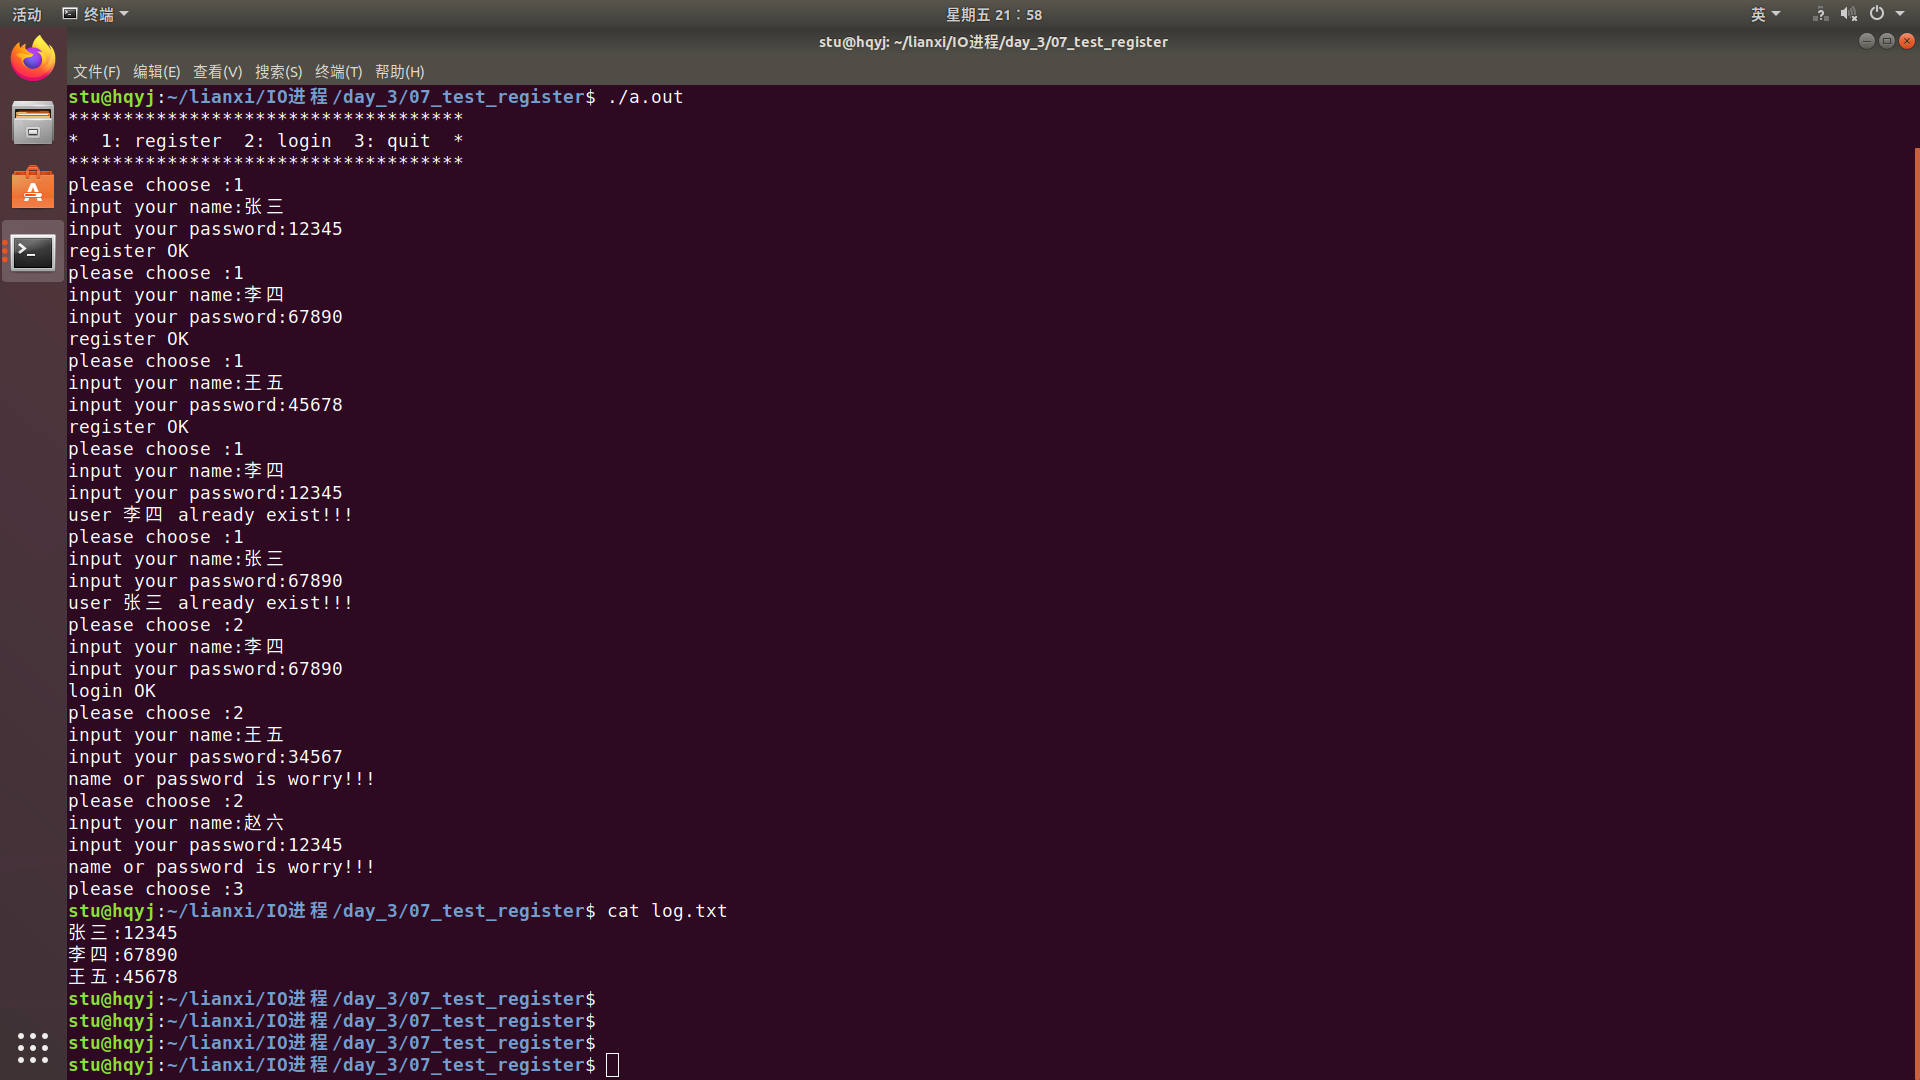 活动 终端 星期五 21：58 英
stu@hqyj: ~/lianxi/IO进程/day_3/07_test_register
文件(F) 编辑(E) 查看(V) 搜索(S) 终端(T) 帮助(H)
stu@hqyj:~/lianxi/IO进程/day_3/07_test_register$ ./a.out
************************************
*  1: register  2: login  3: quit  *
************************************
please choose :1
input your name:张三
input your password:12345
register OK
please choose :1
input your name:李四
input your password:67890
register OK
please choose :1
input your name:王五
input your password:45678
register OK
please choose :1
input your name:李四
input your password:12345
user 李四 already exist!!!
please choose :1
input your name:张三
input your password:67890
user 张三 already exist!!!
please choose :2
input your name:李四
input your password:67890
login OK
please choose :2
input your name:王五
input your password:34567
name or password is worry!!!
please choose :2
input your name:赵六
input your password:12345
name or password is worry!!!
please choose :3
stu@hqyj:~/lianxi/IO进程/day_3/07_test_register$ cat log.txt
张三:12345
李四:67890
王五:45678
stu@hqyj:~/lianxi/IO进程/day_3/07_test_register$
stu@hqyj:~/lianxi/IO进程/day_3/07_test_register$
stu@hqyj:~/lianxi/IO进程/day_3/07_test_register$
stu@hqyj:~/lianxi/IO进程/day_3/07_test_register$